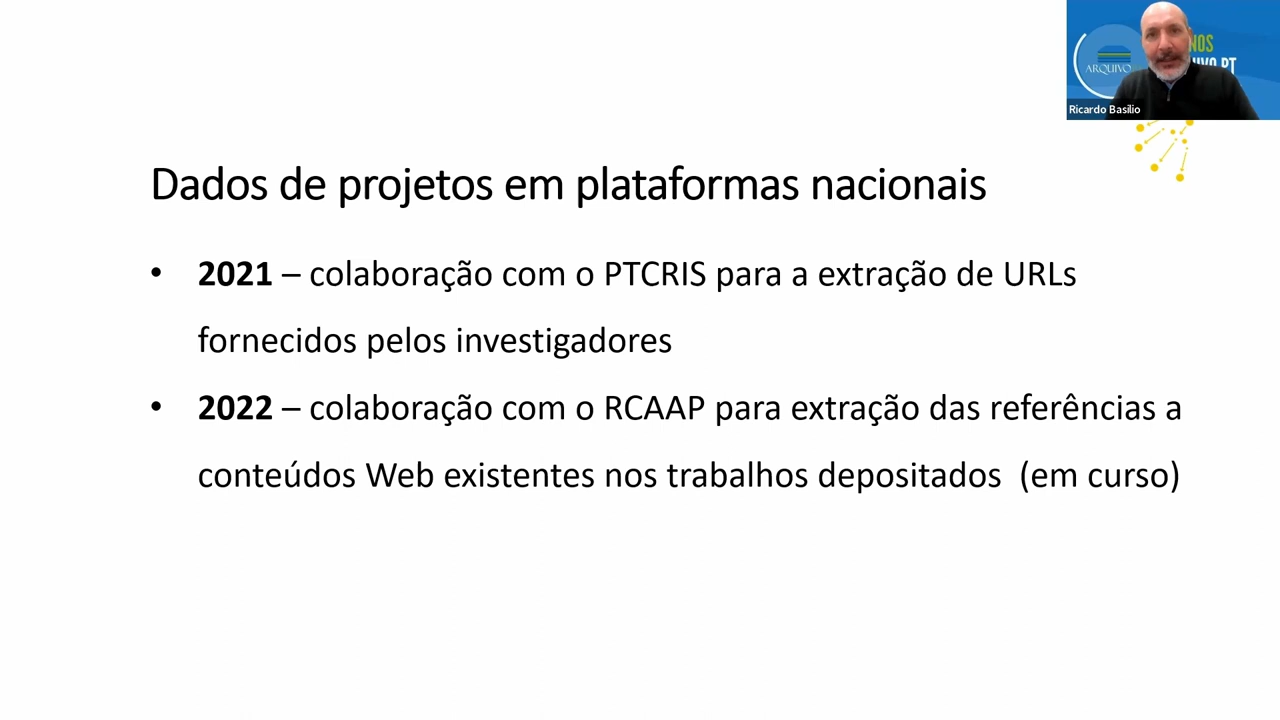 NOS
ARQUIVO
Ricardo Basílio
Dados de projetos em plataformas nacionais
• 2021 – colaboração com o PTCRIS para a extração de URLs
fornecidos pelos investigadores
• 2022 – colaboração com o RCAAP para extração das referências a
conteúdos Web existentes nos trabalhos depositados (em curso)